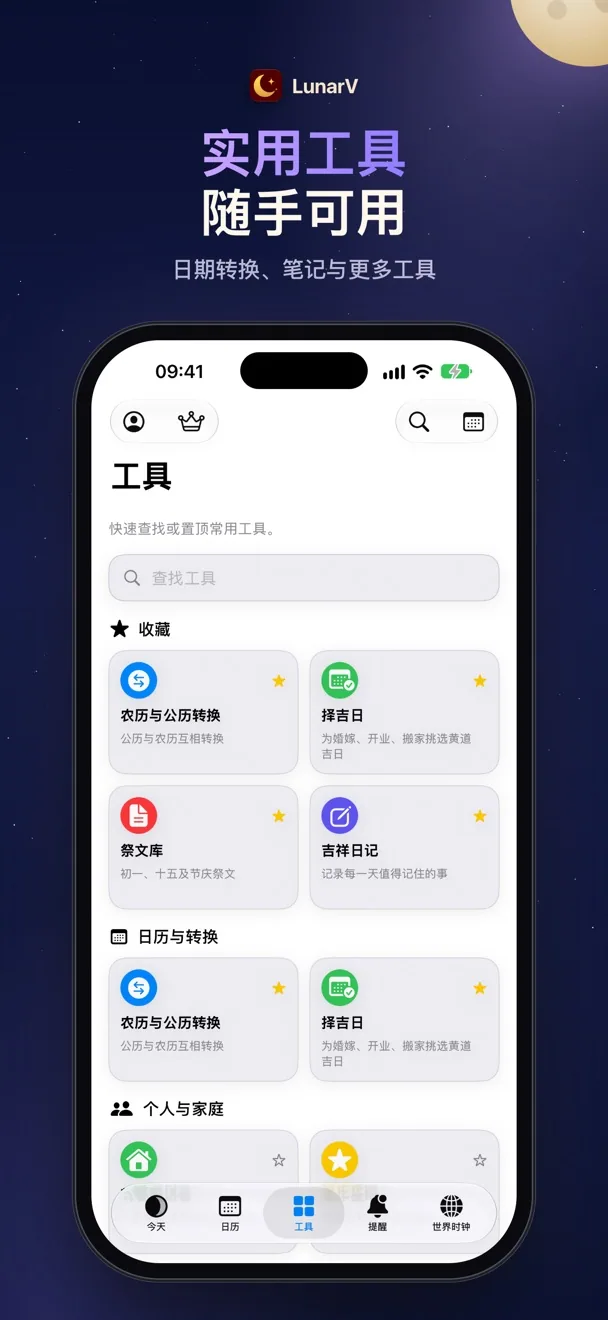 LunarV
实用工具
随手可用
日期转换、笔记与更多工具
09:41
工具
快速查找或置顶常用工具。
查找工具
收藏
农历与公历转换
公历与农历互相转换
择吉日
为婚嫁、开业、搬家挑选黄道
吉日
祭文库
初一、十五及节庆祭文
吉祥日记
记录每一天值得记住的事
日历与转换
农历与公历转换
公历与农历互相转换
择吉日
为婚嫁、开业、搬家挑选黄道
吉日
个人与家庭
今天
日历
工具
提醒
世界时钟